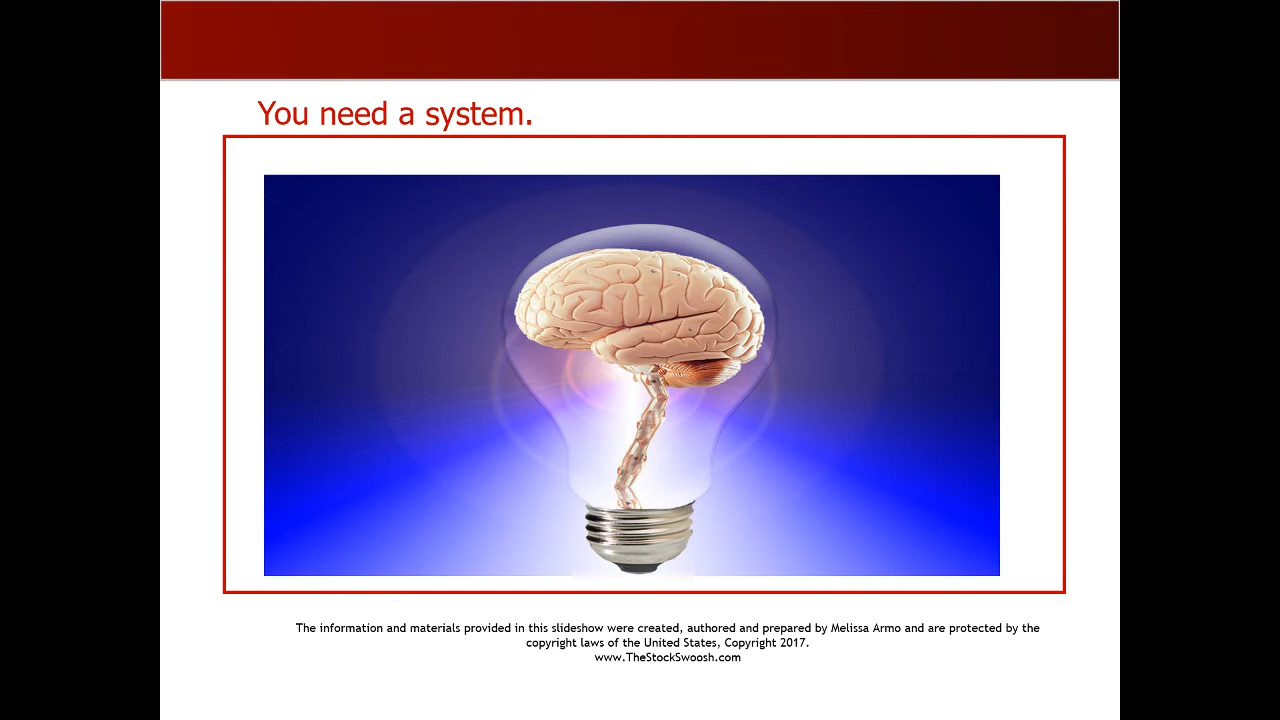 You need a system.
The information and materials provided in this slideshow were created, authored and prepared by Melissa Armo and are protected by the
copyright laws of the United States, Copyright 2017.
www.TheStockSwoosh.com